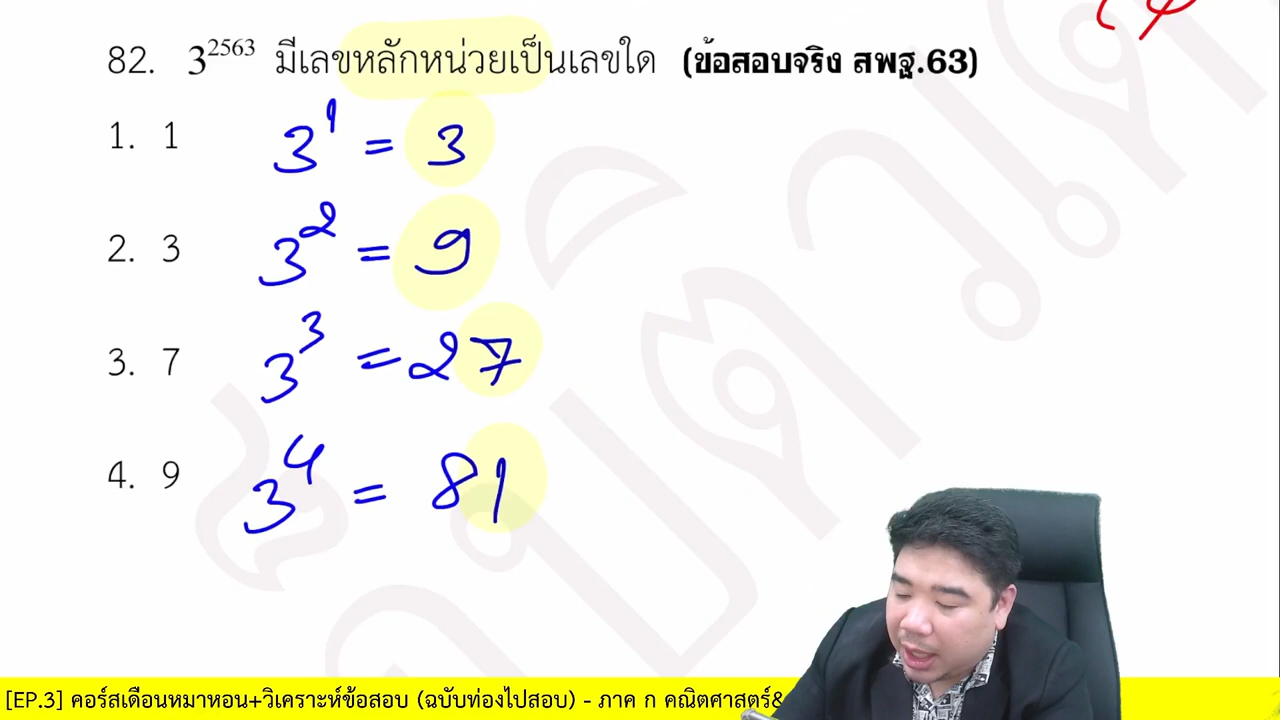 82. 3^2563 มีเลขหลักหน่วยเป็นเลขใด (ข้อสอบจริง สพฐ.63)
1. 1 3^1 = 3
2. 3 3^2 = 9
3. 7 3^3 = 27
4. 9 3^4 = 81
[EP.3] คอร์สเดือนหมาหอน+วิเคราะห์ข้อสอบ (ฉบับท่องไปสอบ) - ภาค ก คณิตศาสตร์&